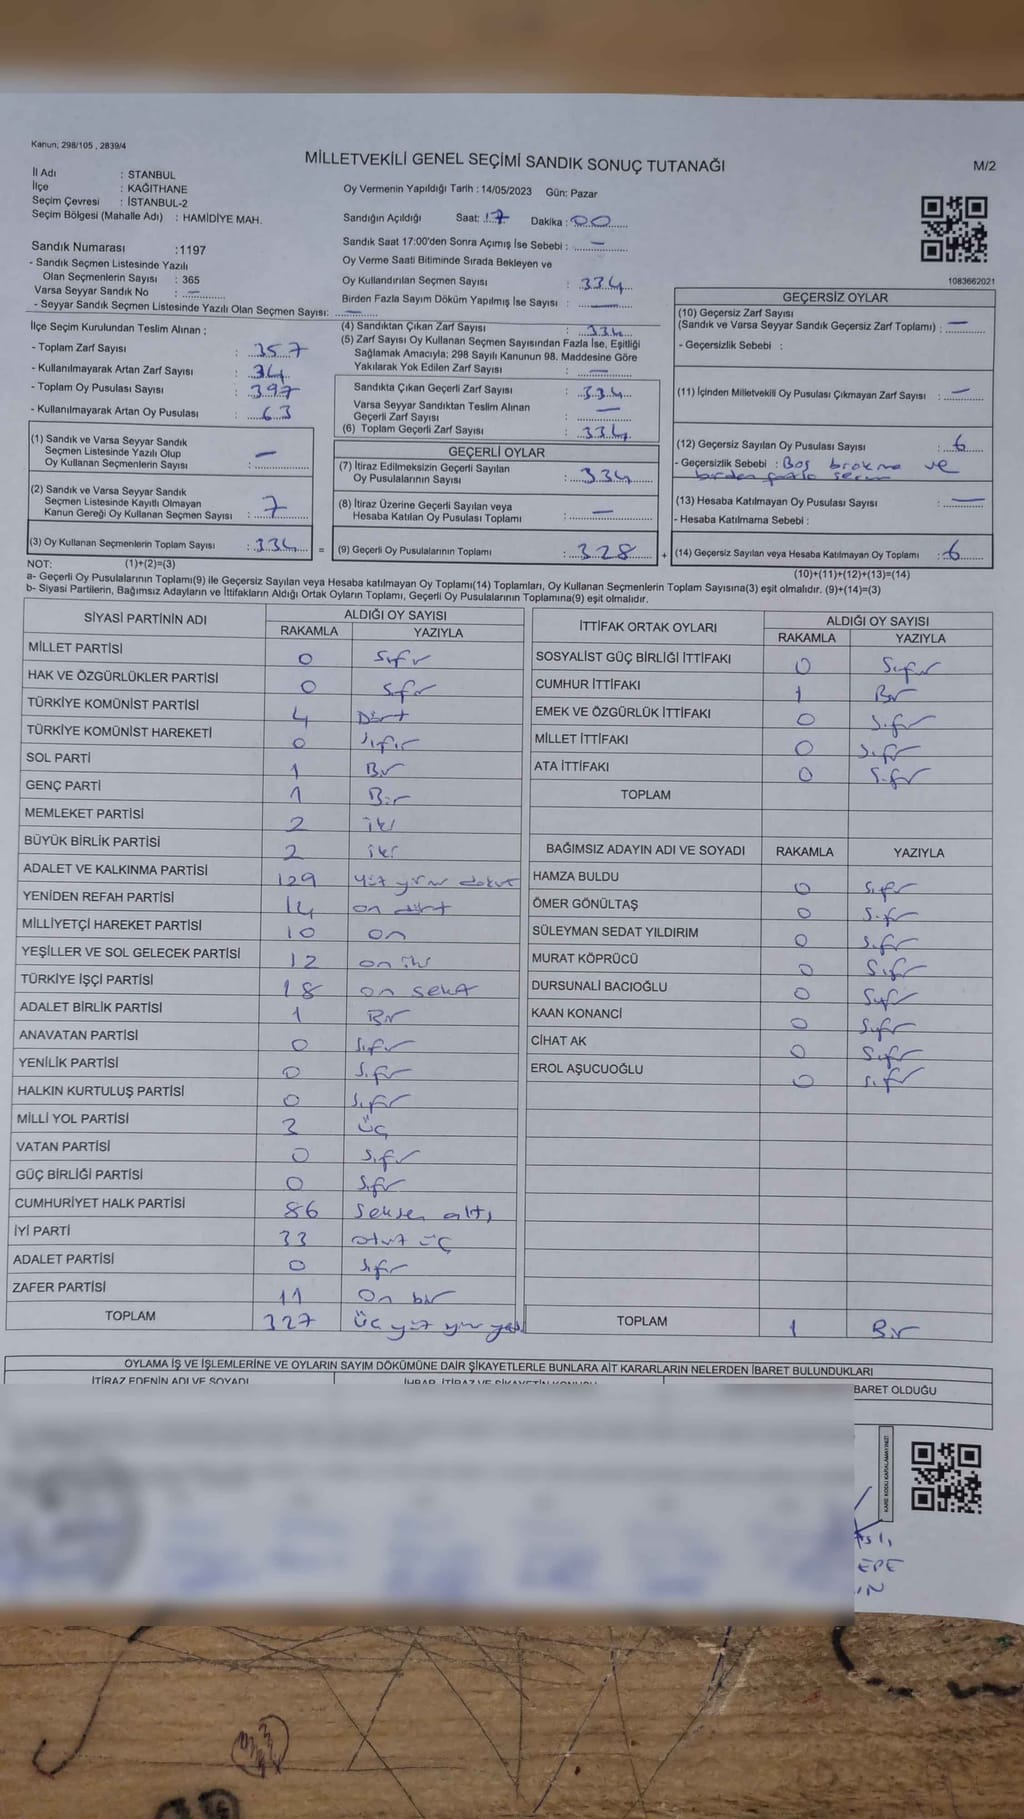 Kanun; 298/105 , 2839/4
MİLLETVEKİLİ GENEL SEÇİMİ SANDIK SONUÇ TUTANAĞI
M/2
İl Adı : STANBUL
İlçe : KAĞITHANE
Seçim Çevresi : İSTANBUL-2
Seçim Bölgesi (Mahalle Adı) : HAMİDİYE MAH.
Oy Vermenin Yapıldığı Tarih : 14/05/2023 Gün: Pazar
Sandığın Açıldığı Saat: 17 Dakika : 00
Sandık Saat 17:00'den Sonra Açımış İse Sebebi : —
Oy Verme Saati Bitiminde Sırada Bekleyen ve
Oy Kullandırılan Seçmen Sayısı : 334
Birden Fazla Sayım Döküm Yapılmış İse Sayısı : —
1083662021
Sandık Numarası :1197
- Sandık Seçmen Listesinde Yazılı
Olan Seçmenlerin Sayısı : 365
Varsa Seyyar Sandık No : —
- Seyyar Sandık Seçmen Listesinde Yazılı Olan Seçmen Sayısı: —
İlçe Seçim Kurulundan Teslim Alınan ;
- Toplam Zarf Sayısı : 357
- Kullanılmayarak Artan Zarf Sayısı : 34
- Toplam Oy Pusulası Sayısı : 397
- Kullanılmayarak Artan Oy Pusulası : 63
(1) Sandık ve Varsa Seyyar Sandık
Seçmen Listesinde Yazılı Olup
Oy Kullanan Seçmenlerin Sayısı : —
(2) Sandık ve Varsa Seyyar Sandık
Seçmen Listesinde Kayıtlı Olmayan
Kanun Gereği Oy Kullanan Seçmen Sayısı : 7
(3) Oy Kullanan Seçmenlerin Toplam Sayısı : 334
(4) Sandıktan Çıkan Zarf Sayısı : 334
(5) Zarf Sayısı Oy Kullanan Seçmen Sayısından Fazla İse, Eşitliği
Sağlamak Amacıyla; 298 Sayılı Kanunun 98. Maddesine Göre
Yakılarak Yok Edilen Zarf Sayısı : —
Sandıkta Çıkan Geçerli Zarf Sayısı : 334
Varsa Seyyar Sandıktan Teslim Alınan
Geçerli Zarf Sayısı : —
(6) Toplam Geçerli Zarf Sayısı : 334
GEÇERLİ OYLAR
(7) İtiraz Edilmeksizin Geçerli Sayılan
Oy Pusulalarının Sayısı : 334
(8) İtiraz Üzerine Geçerli Sayılan veya
Hesaba Katılan Oy Pusulası Toplamı : —
= (9) Geçerli Oy Pusulalarının Toplamı : 328 +
GEÇERSİZ OYLAR
(10) Geçersiz Zarf Sayısı
(Sandık ve Varsa Seyyar Sandık Geçersiz Zarf Toplamı) : —
- Geçersizlik Sebebi :
(11) İçinden Milletvekili Oy Pusulası Çıkmayan Zarf Sayısı : —
(12) Geçersiz Sayılan Oy Pusulası Sayısı : 6
- Geçersizlik Sebebi : Boş brakma ve
birden fazla seçim
(13) Hesaba Katılmayan Oy Pusulası Sayısı : —
- Hesaba Katılmama Sebebi :
(14) Geçersiz Sayılan veya Hesaba Katılmayan Oy Toplamı : 6
NOT: (1)+(2)=(3)
(10)+(11)+(12)+(13)=(14)
a- Geçerli Oy Pusulalarının Toplamı(9) ile Geçersiz Sayılan veya Hesaba katılmayan Oy Toplamı(14) Toplamları, Oy Kullanan Seçmenlerin Toplam Sayısına(3) eşit olmalıdır. (9)+(14)=(3)
b- Siyasi Partilerin, Bağımsız Adayların ve İttifakların Aldığı Ortak Oyların Toplamı, Geçerli Oy Pusulalarının Toplamına(9) eşit olmalıdır.
SİYASİ PARTİNİN ADI ALDIĞI OY SAYISI
RAKAMLA YAZIYLA
MİLLET PARTİSİ 0 Sıfır
HAK VE ÖZGÜRLÜKLER PARTİSİ 0 Sıfır
TÜRKİYE KOMÜNİST PARTİSİ 4 Dört
TÜRKİYE KOMÜNİST HAREKETİ 0 Sıfır
SOL PARTİ 1 Bir
GENÇ PARTİ 1 Bir
MEMLEKET PARTİSİ 2 iki
BÜYÜK BİRLİK PARTİSİ 2 iki
ADALET VE KALKINMA PARTİSİ 129 yüz yirmi dokuz
YENİDEN REFAH PARTİSİ 14 on dört
MİLLİYETÇİ HAREKET PARTİSİ 10 on
YEŞİLLER VE SOL GELECEK PARTİSİ 12 on iki
TÜRKİYE İŞÇİ PARTİSİ 18 on sekiz
ADALET BİRLİK PARTİSİ 1 Bir
ANAVATAN PARTİSİ 0 Sıfır
YENİLİK PARTİSİ 0 Sıfır
HALKIN KURTULUŞ PARTİSİ 0 Sıfır
MİLLİ YOL PARTİSİ 3 üç
VATAN PARTİSİ 0 Sıfır
GÜÇ BİRLİĞİ PARTİSİ 0 Sıfır
CUMHURİYET HALK PARTİSİ 86 Seksen altı
İYİ PARTİ 33 otuz üç
ADALET PARTİSİ 0 Sıfır
ZAFER PARTİSİ 11 On bir
TOPLAM 327 üç yüz yirmi yedi
İTTİFAK ORTAK OYLARI ALDIĞI OY SAYISI
RAKAMLA YAZIYLA
SOSYALİST GÜÇ BİRLİĞİ İTTİFAKI 0 Sıfır
CUMHUR İTTİFAKI 1 Bir
EMEK VE ÖZGÜRLÜK İTTİFAKI 0 Sıfır
MİLLET İTTİFAKI 0 Sıfır
ATA İTTİFAKI 0 Sıfır
TOPLAM
BAĞIMSIZ ADAYIN ADI VE SOYADI RAKAMLA YAZIYLA
HAMZA BULDU 0 Sıfır
ÖMER GÖNÜLTAŞ 0 Sıfır
SÜLEYMAN SEDAT YILDIRIM 0 Sıfır
MURAT KÖPRÜCÜ 0 Sıfır
DURSUNALİ BACIOĞLU 0 Sıfır
KAAN KONANCİ 0 Sıfır
CİHAT AK 0 Sıfır
EROL AŞUCUOĞLU 0 Sıfır
TOPLAM 1 Bir
OYLAMA İŞ VE İŞLEMLERİNE VE OYLARIN SAYIM DÖKÜMÜNE DAİR ŞİKAYETLERLE BUNLARA AİT KARARLARIN NELERDEN İBARET BULUNDUKLARI
İTİRAZ EDENİN ADI VE SOYADI
BARET OLDUĞU
KARE KODU KARALAMAYINIZ!
EPE